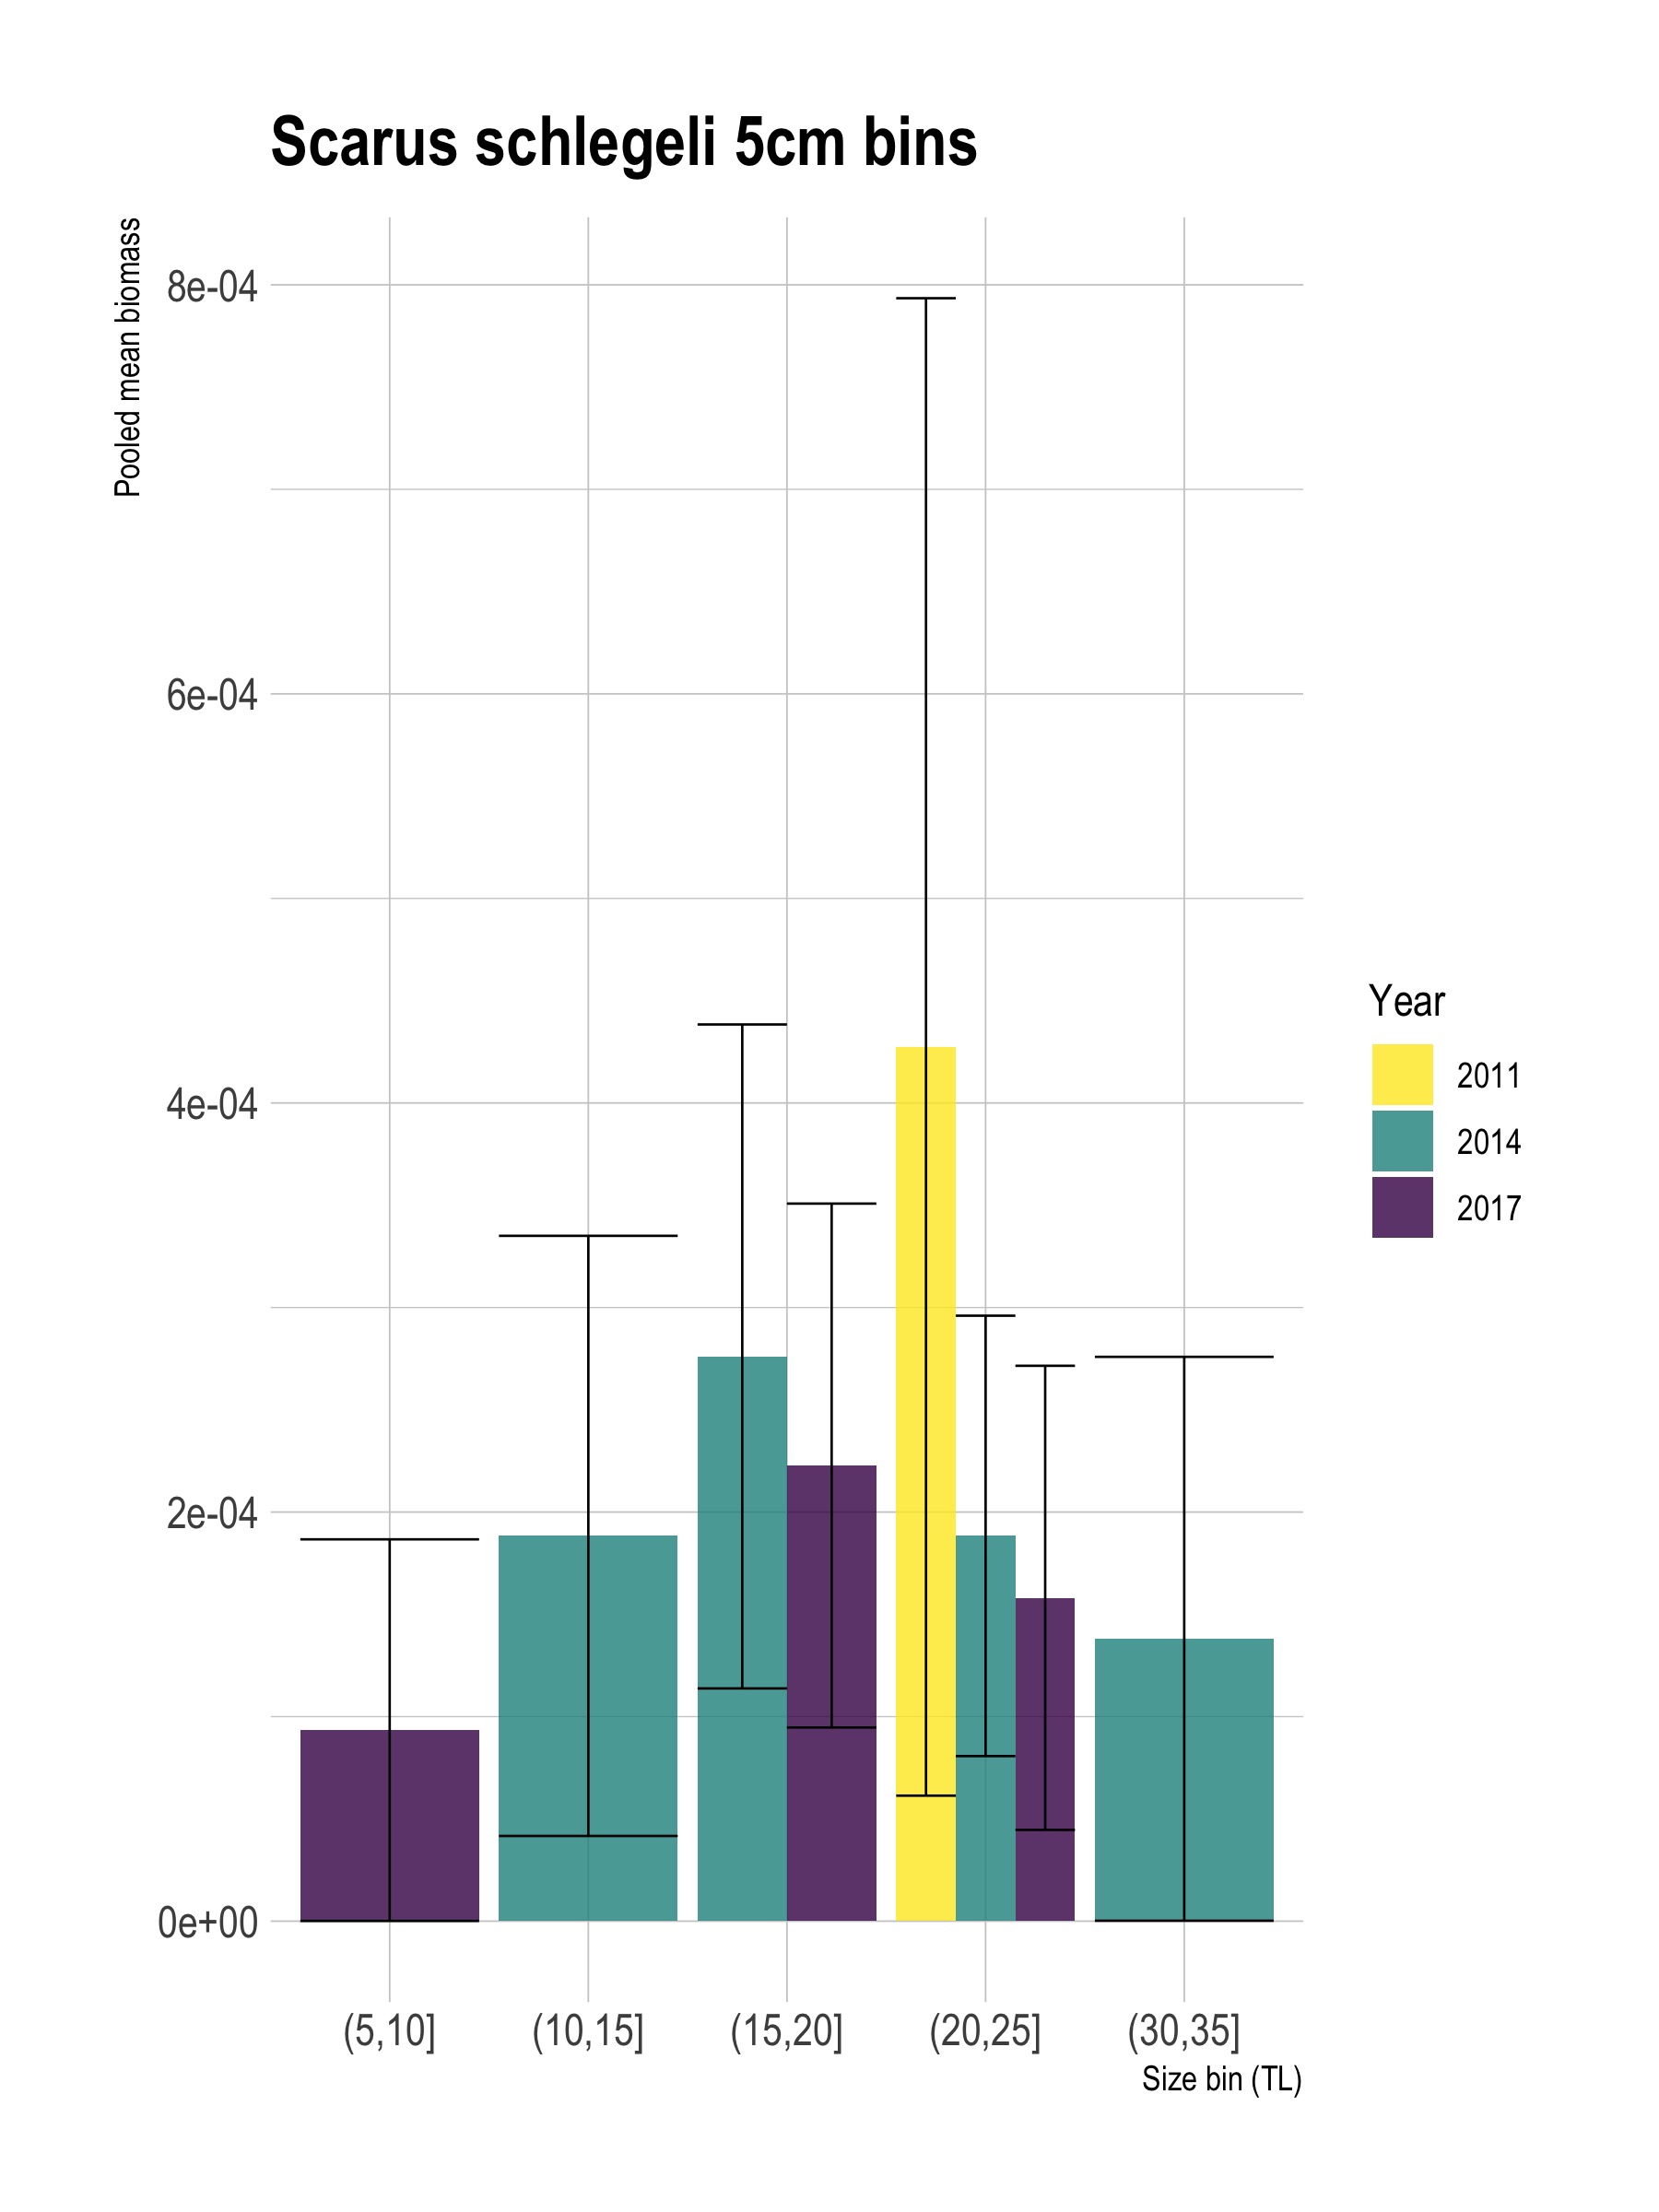 Scarus schlegeli 5cm bins
Pooled mean biomass
8e-04
6e-04
4e-04
2e-04
0e+00
(5,10]
(10,15]
(15,20]
(20,25]
(30,35]
Size bin (TL)
Year
2011
2014
2017